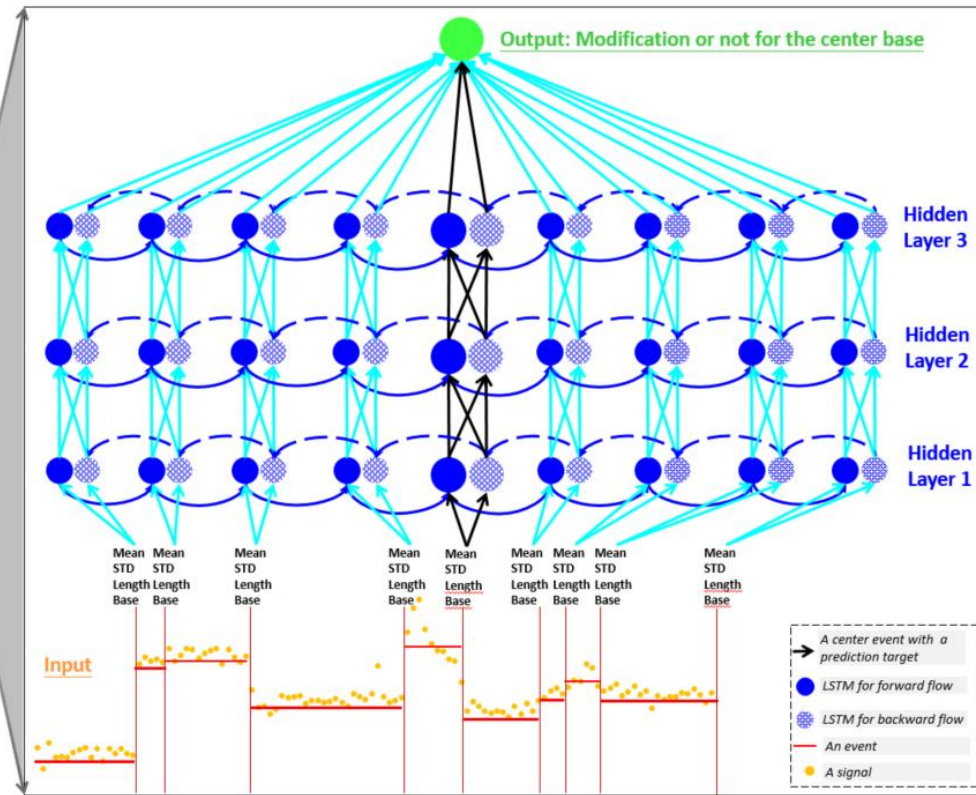 Output: Modification or not for the center base
Hidden
Layer 3
Hidden
Layer 2
Hidden
Layer 1
Mean
STD
Length
Base
Mean
STD
Length
Base
Mean
STD
Length
Base
Mean
STD
Length
Base
Mean
STD
Length
Base
Mean
STD
Length
Base
Mean
STD
Length
Base
Mean
STD
Length
Base
Mean
STD
Length
Base
Input
A center event with a
prediction target
LSTM for forward flow
LSTM for backward flow
An event
A signal